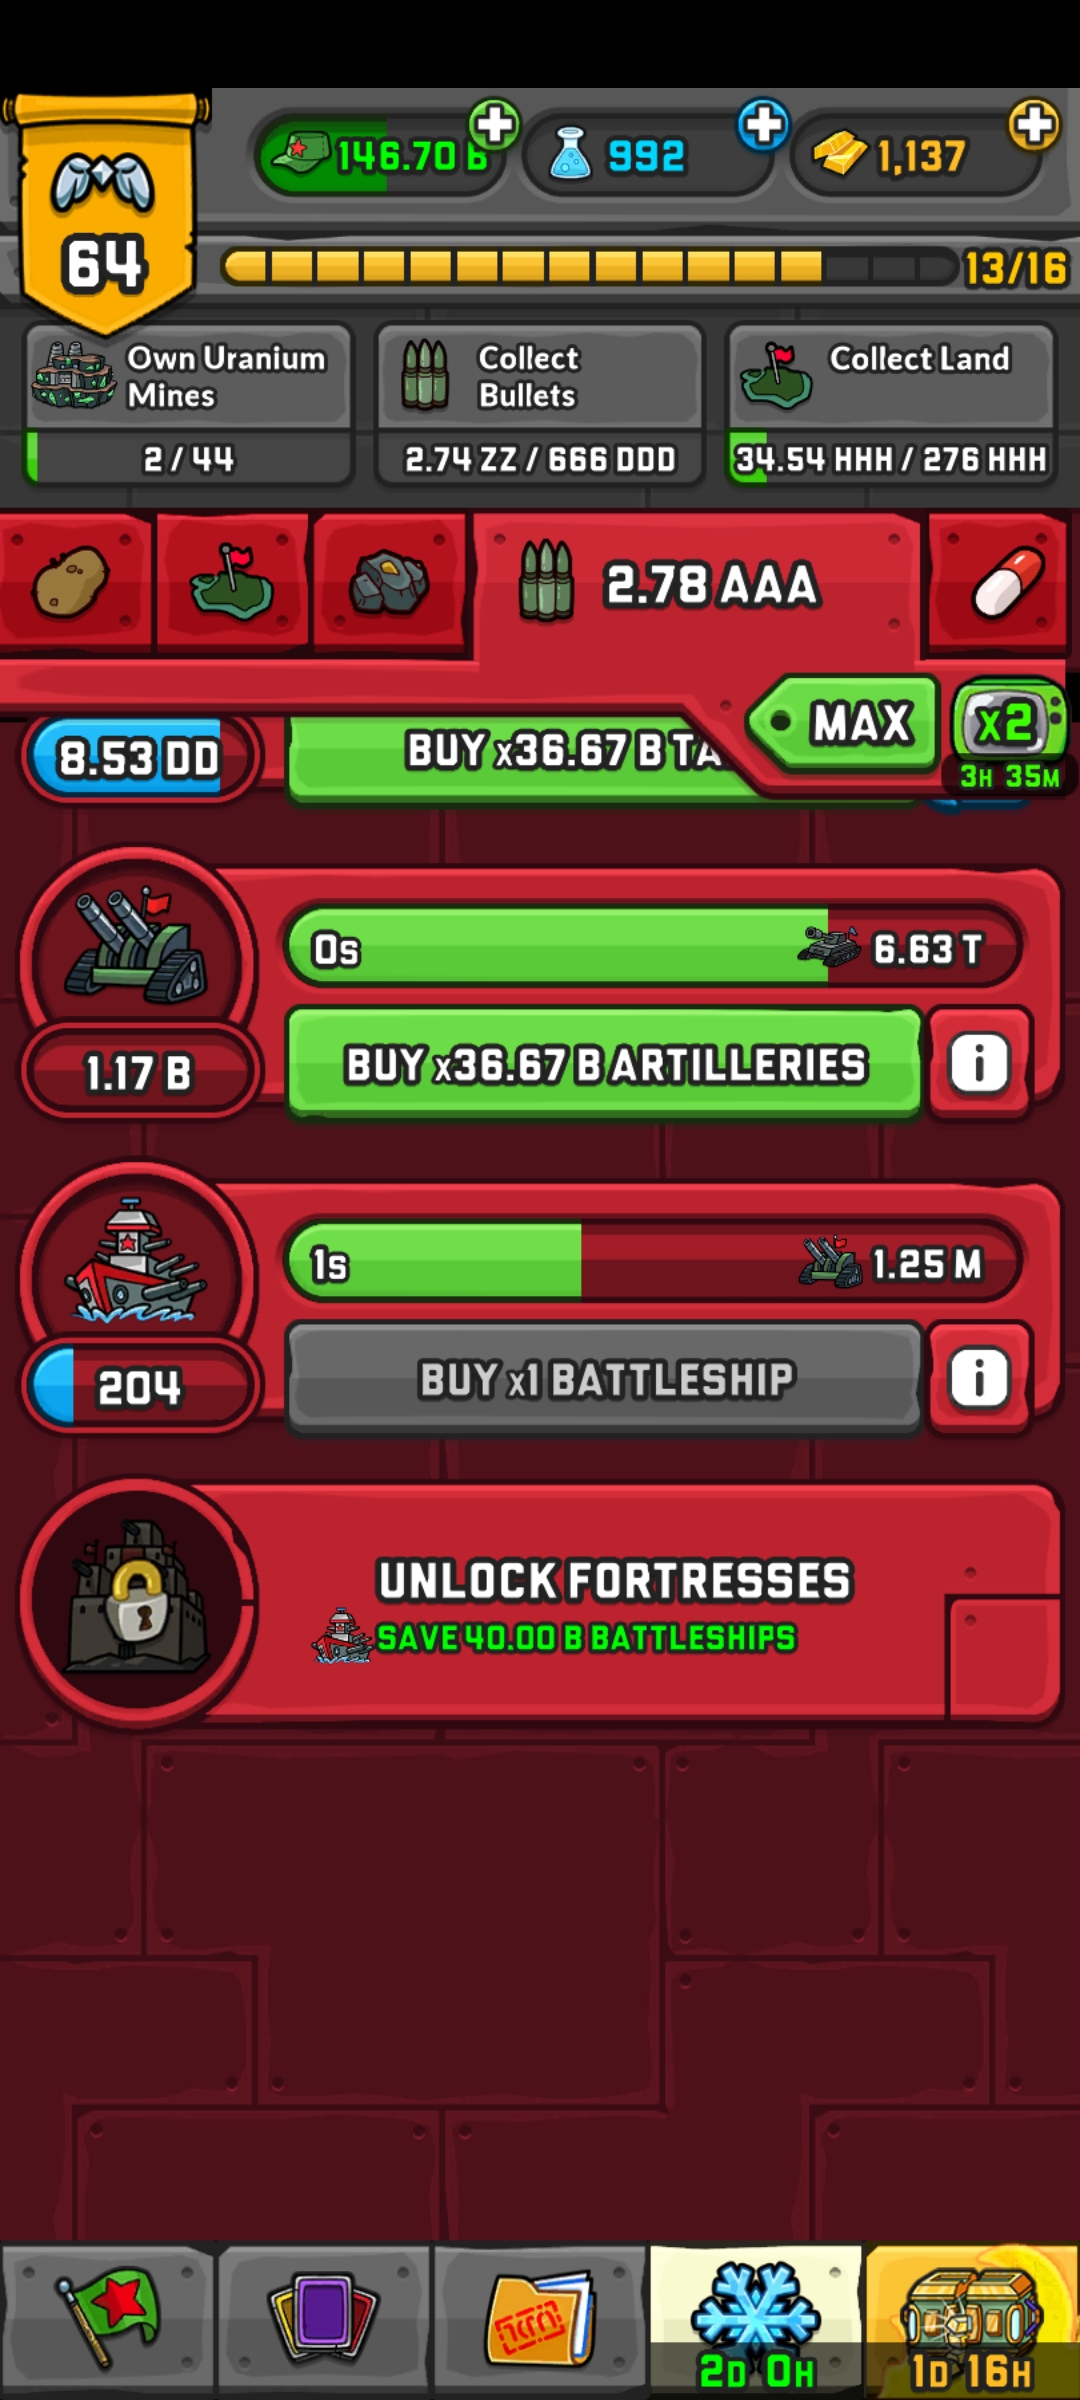 64
146.70 B
992
1,137
13/16
Own Uranium
Mines
2 / 44
Collect
Bullets
2.74 ZZ / 666 DDD
Collect Land
34.54 HHH / 276 HHH
2.78 AAA
MAX
x2
3H 35M
8.53 DD
BUY x36.67 B TA
0s
6.63 T
1.17 B
BUY x36.67 B ARTILLERIES
i
1s
1.25 M
204
BUY x1 BATTLESHIP
i
UNLOCK FORTRESSES
SAVE 40.00 B BATTLESHIPS
2D 0H
1D 16H